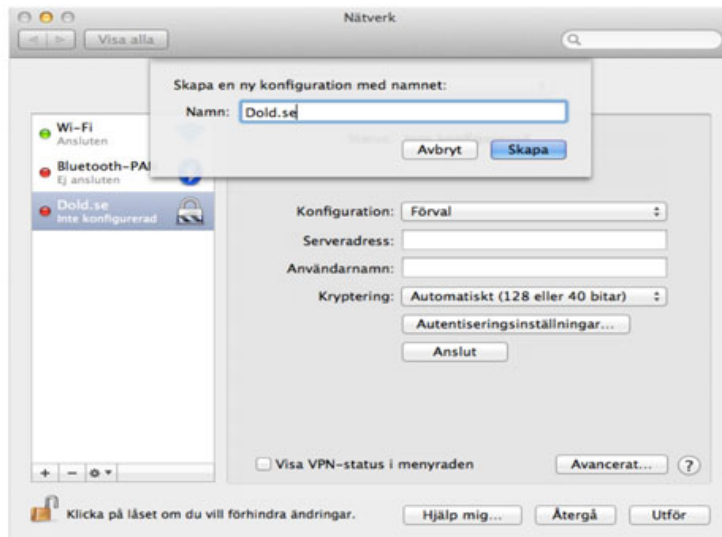 Nätverk
Visa alla
Skapa en ny konfiguration med namnet:
Namn: Dold.se
Avbryt Skapa
Wi-Fi
Ansluten
Bluetooth-PA
Ej ansluten
Dold.se
Inte konfigurerad
Konfiguration: Förval
Serveradress:
Användarnamn:
Kryptering: Automatiskt (128 eller 40 bitar)
Autentiseringsinställningar...
Anslut
Visa VPN-status i menyraden
Avancerat... ?
Klicka på låset om du vill förhindra ändringar.
Hjälp mig... Återgå Utför